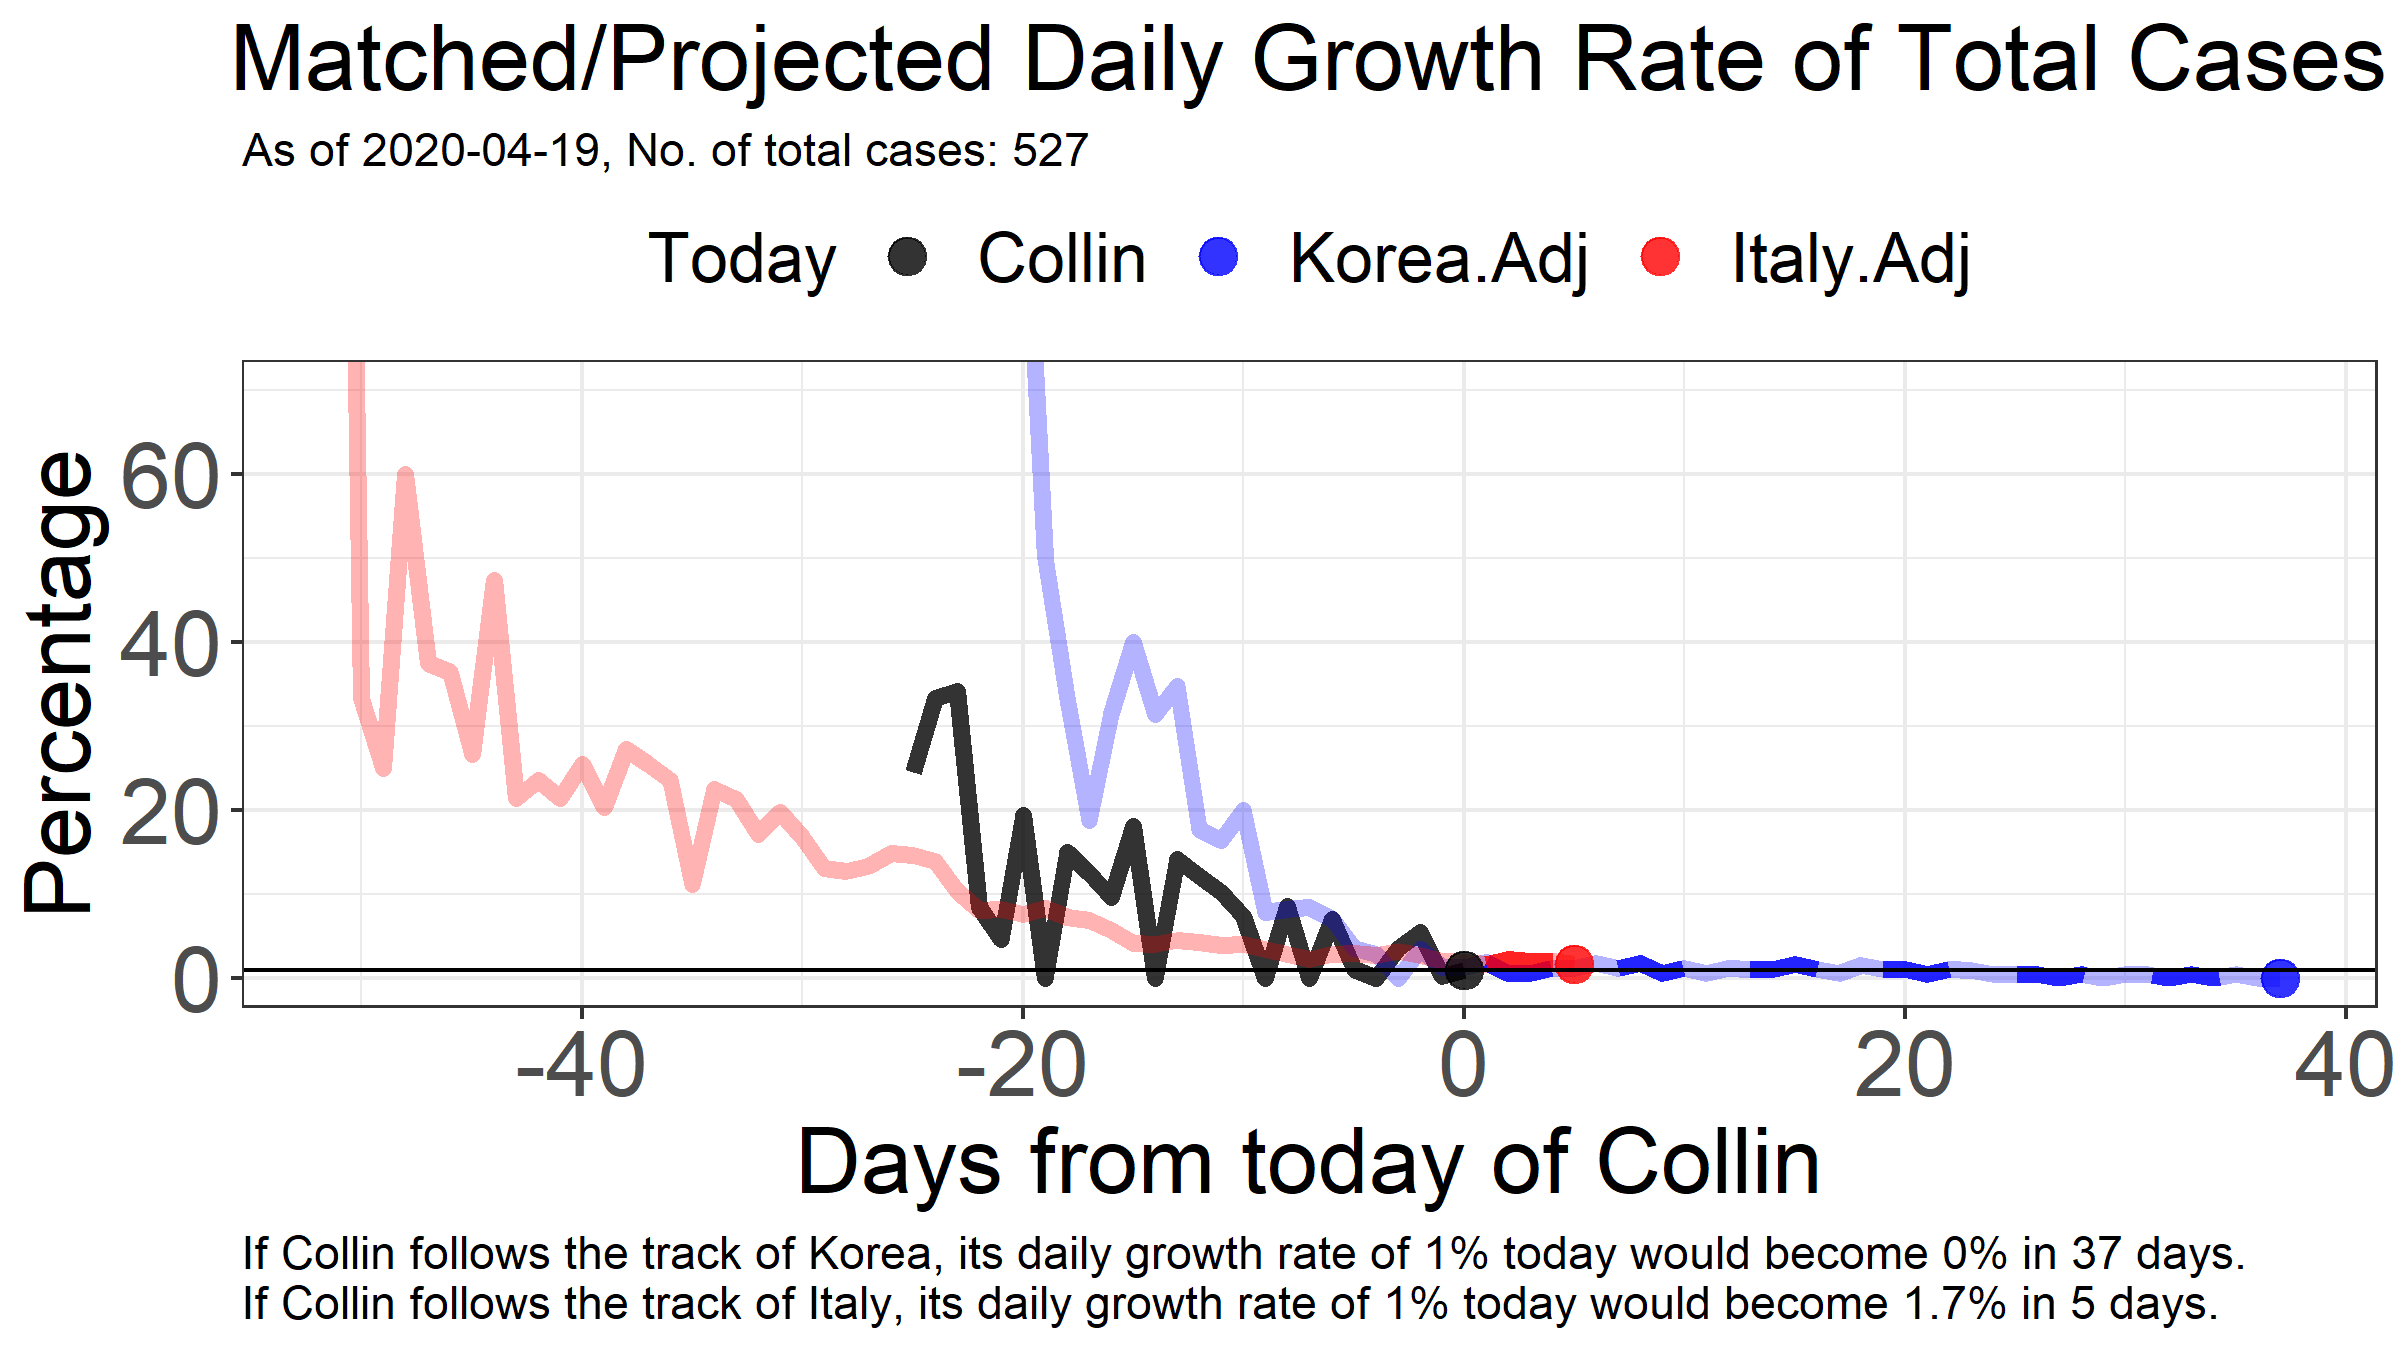 Matched/Projected Daily Growth Rate of Total Cases
As of 2020-04-19, No. of total cases: 527
Today Collin Korea.Adj Italy.Adj
Percentage
60
40
20
0
-40 -20 0 20 40
Days from today of Collin
If Collin follows the track of Korea, its daily growth rate of 1% today would become 0% in 37 days.
If Collin follows the track of Italy, its daily growth rate of 1% today would become 1.7% in 5 days.